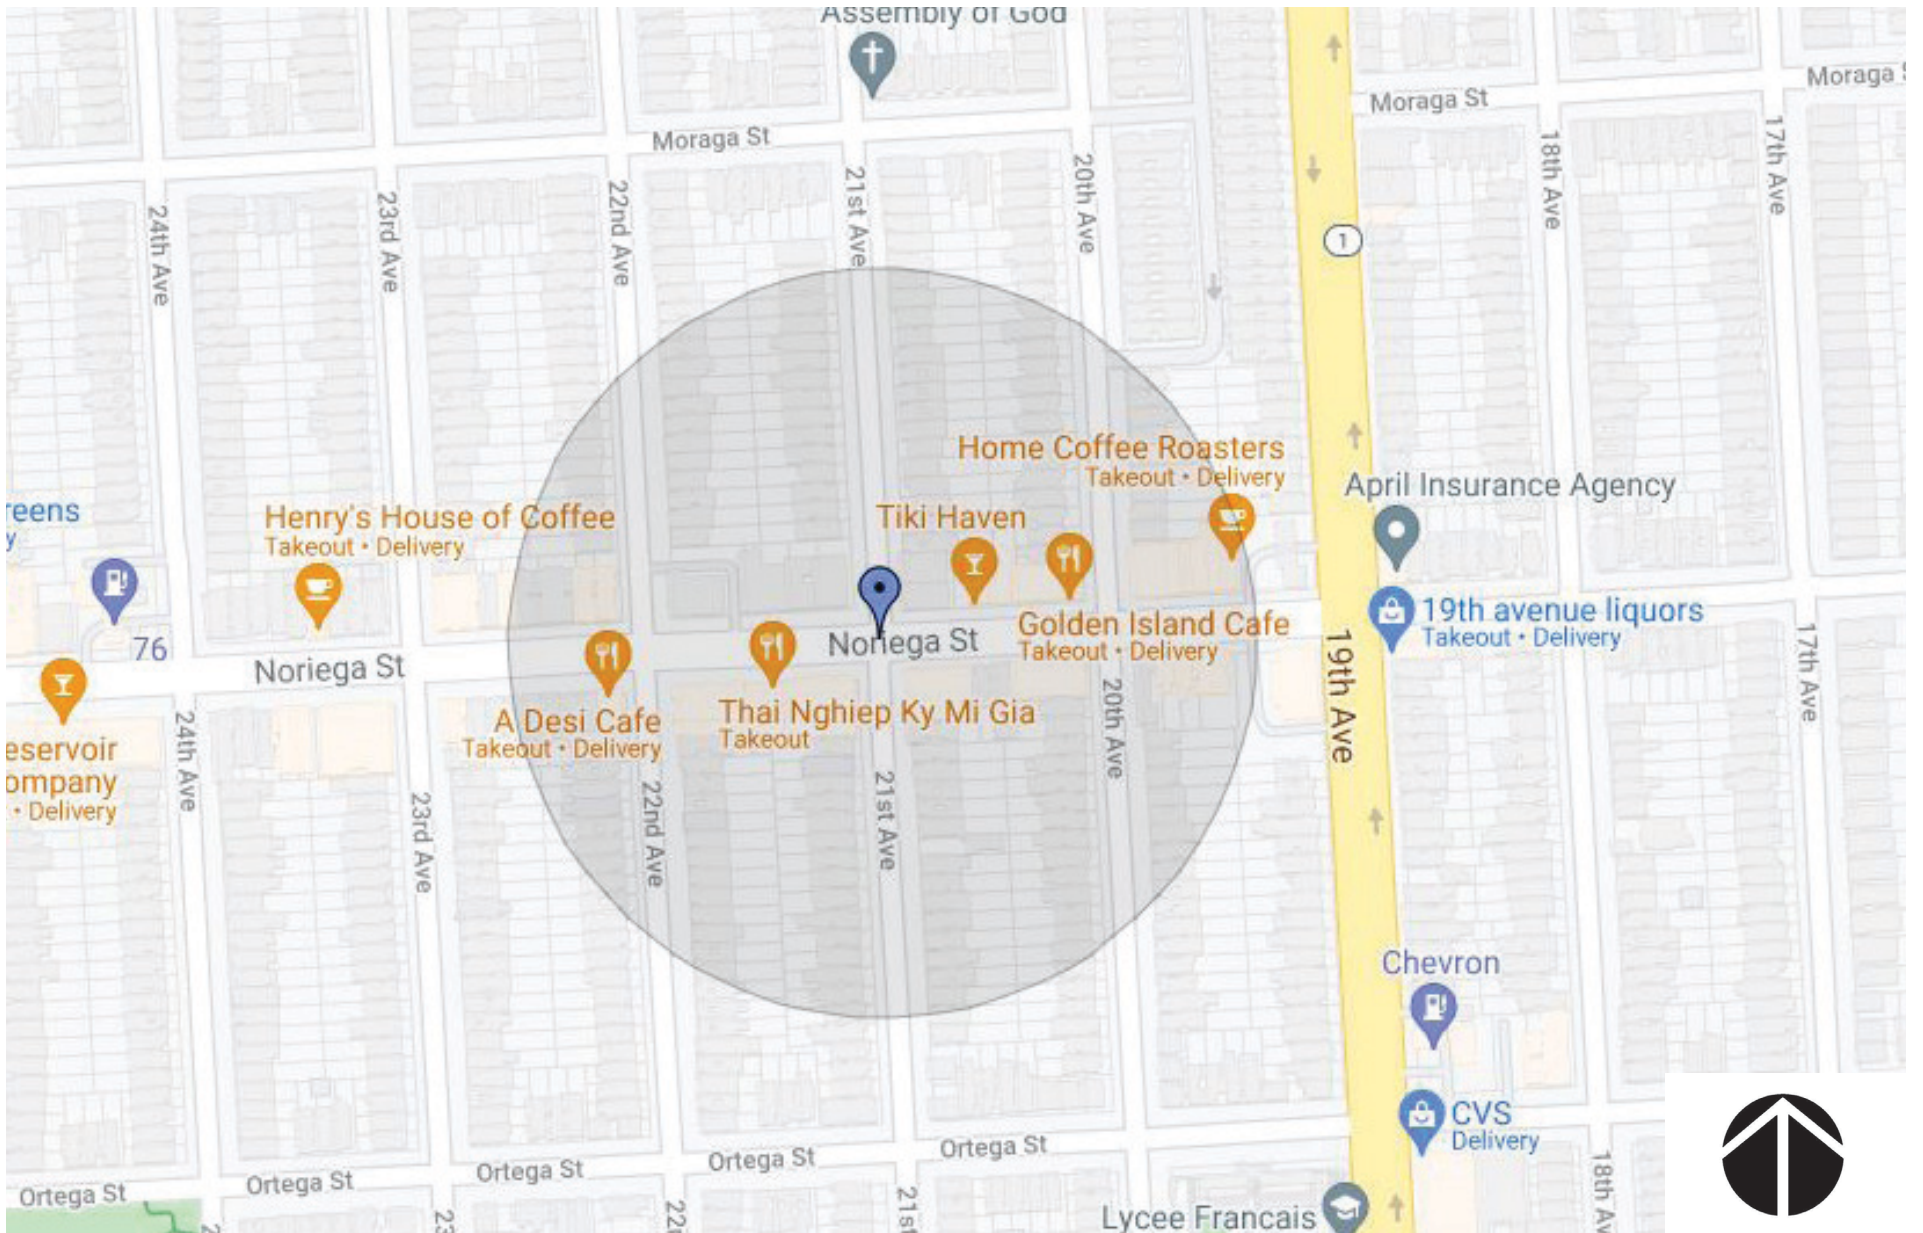 Assembly of God
Moraga St
Moraga St
Moraga
24th Ave
23rd Ave
22nd Ave
21st Ave
20th Ave
18th Ave
17th Ave
1
Home Coffee Roasters
Takeout • Delivery
April Insurance Agency
Henry's House of Coffee
Takeout • Delivery
Tiki Haven
19th avenue liquors
Takeout • Delivery
Golden Island Cafe
Takeout • Delivery
76
Noriega St
Noriega St
19th Ave
A Desi Cafe
Takeout • Delivery
Thai Nghiep Ky Mi Gia
Takeout
• Delivery
24th Ave
23rd Ave
22nd Ave
21st Ave
20th Ave
17th Ave
Chevron
CVS
Delivery
Ortega St
Ortega St
Ortega St
Ortega St
Ortega St
21st
18th
Lycee Francais